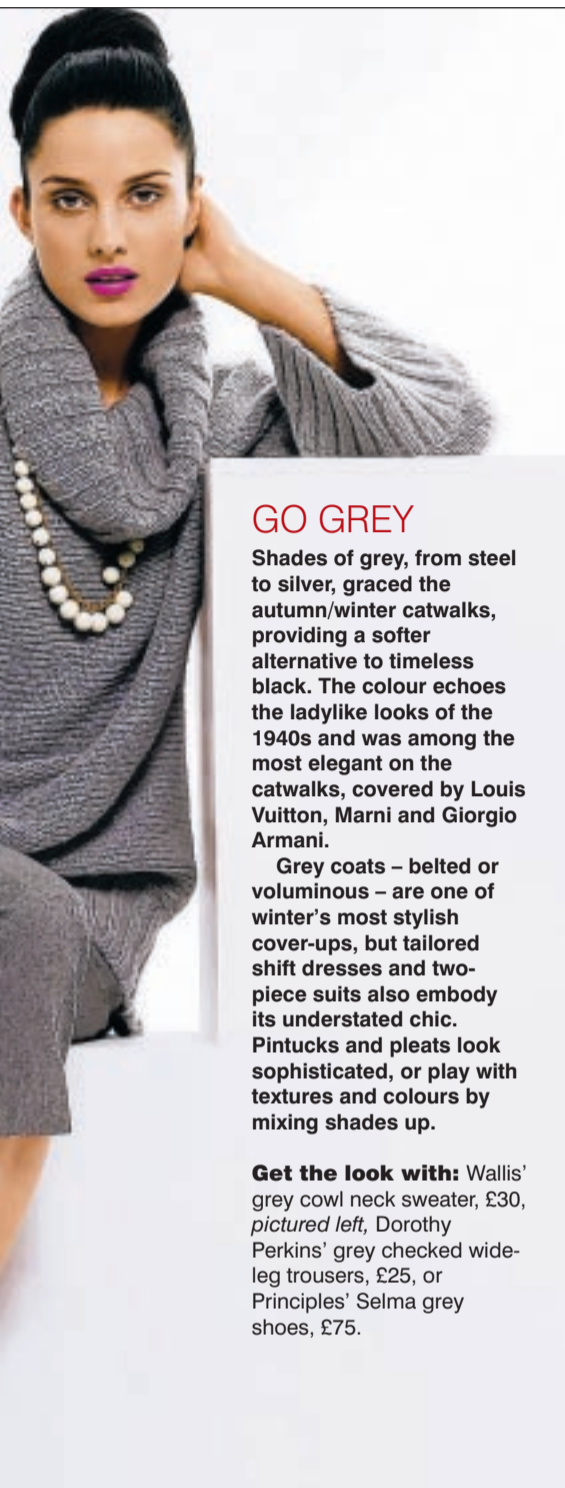 GO GREY
Shades of grey, from steel
to silver, graced the
autumn/winter catwalks,
providing a softer
alternative to timeless
black. The colour echoes
the ladylike looks of the
1940s and was among the
most elegant on the
catwalks, covered by Louis
Vuitton, Marni and Giorgio
Armani.
Grey coats – belted or
voluminous – are one of
winter's most stylish
cover-ups, but tailored
shift dresses and two-
piece suits also embody
its understated chic.
Pintucks and pleats look
sophisticated, or play with
textures and colours by
mixing shades up.
Get the look with: Wallis'
grey cowl neck sweater, £30,
pictured left, Dorothy
Perkins' grey checked wide-
leg trousers, £25, or
Principles' Selma grey
shoes, £75.